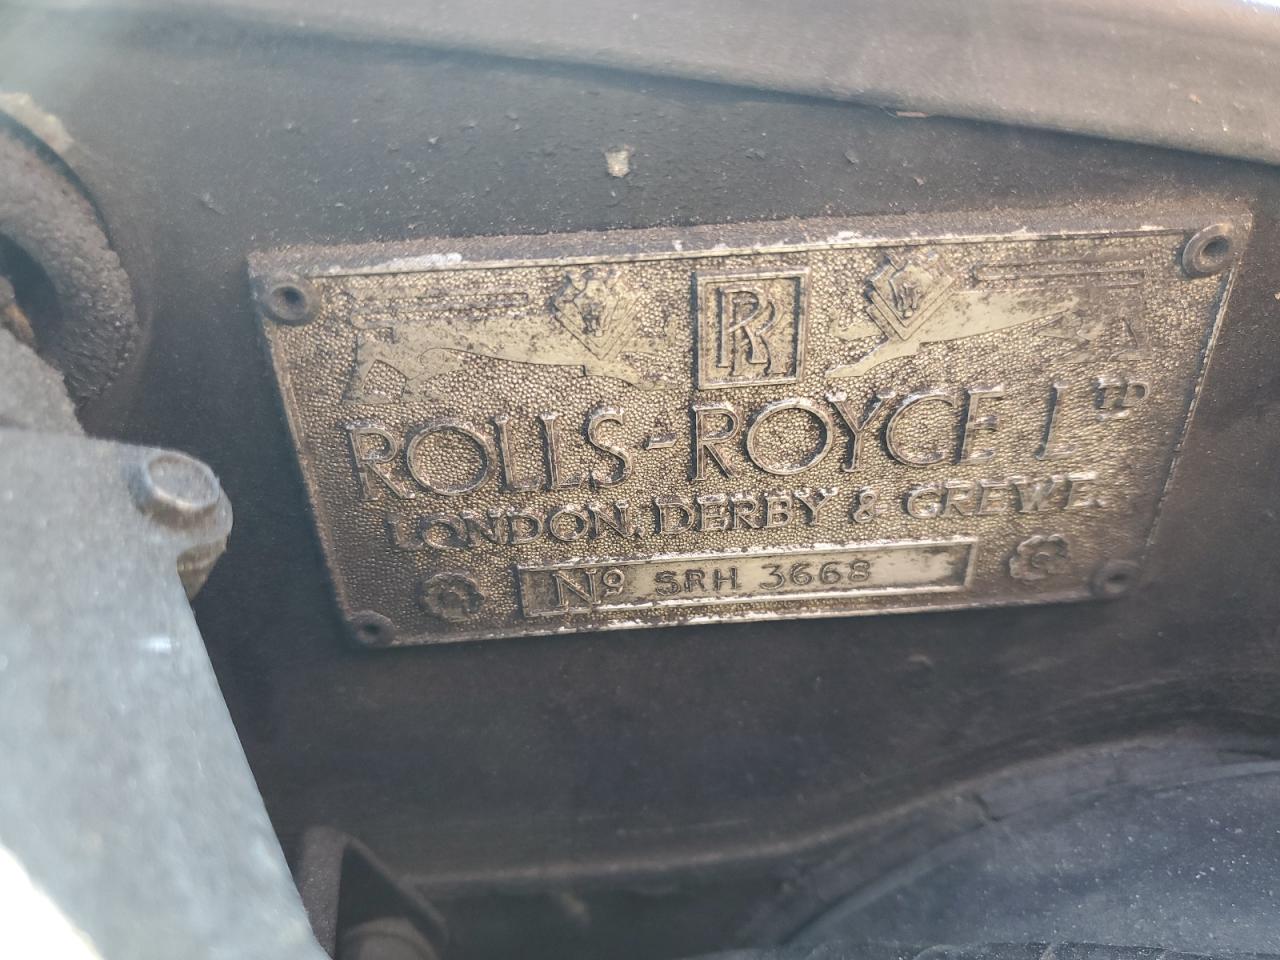 RR
ROLLS-ROYCE LTD
LONDON, DERBY & CREWE.
No SRH 3668